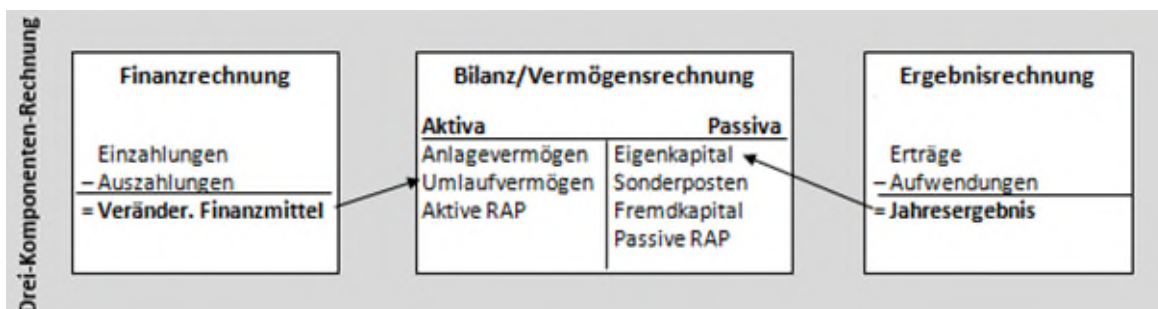 Drei-Komponenten-Rechnung
Finanzrechnung
Einzahlungen
– Auszahlungen
= Veränder. Finanzmittel
Bilanz/Vermögensrechnung
Aktiva Passiva
Anlagevermögen Eigenkapital
Umlaufvermögen Sonderposten
Aktive RAP Fremdkapital
Passive RAP
Ergebnisrechnung
Erträge
– Aufwendungen
= Jahresergebnis